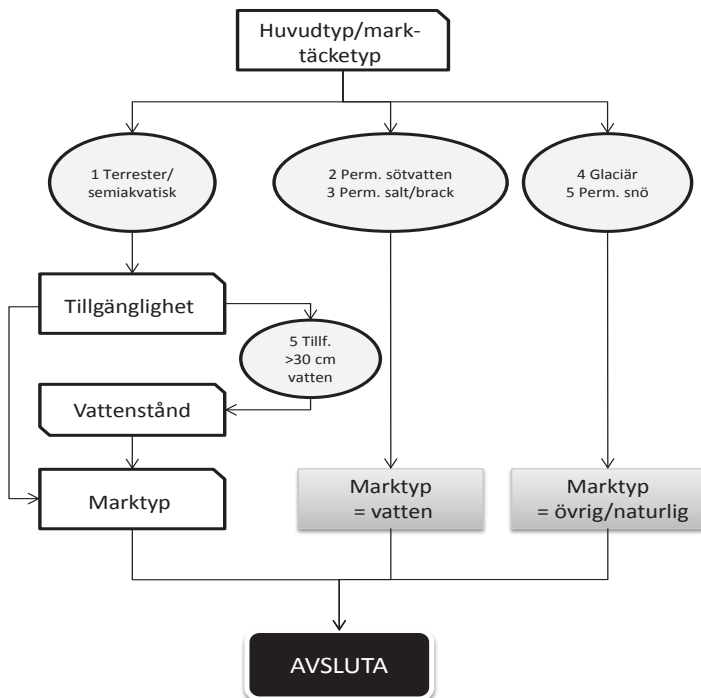 Huvudtyp/mark-
täcketyp
1 Terrester/
semiakvatisk
2 Perm. sötvatten
3 Perm. salt/brack
4 Glaciär
5 Perm. snö
Tillgänglighet
5 Tillf.
>30 cm
vatten
Vattenstånd
Marktyp
Marktyp
= vatten
Marktyp
= övrig/naturlig
AVSLUTA